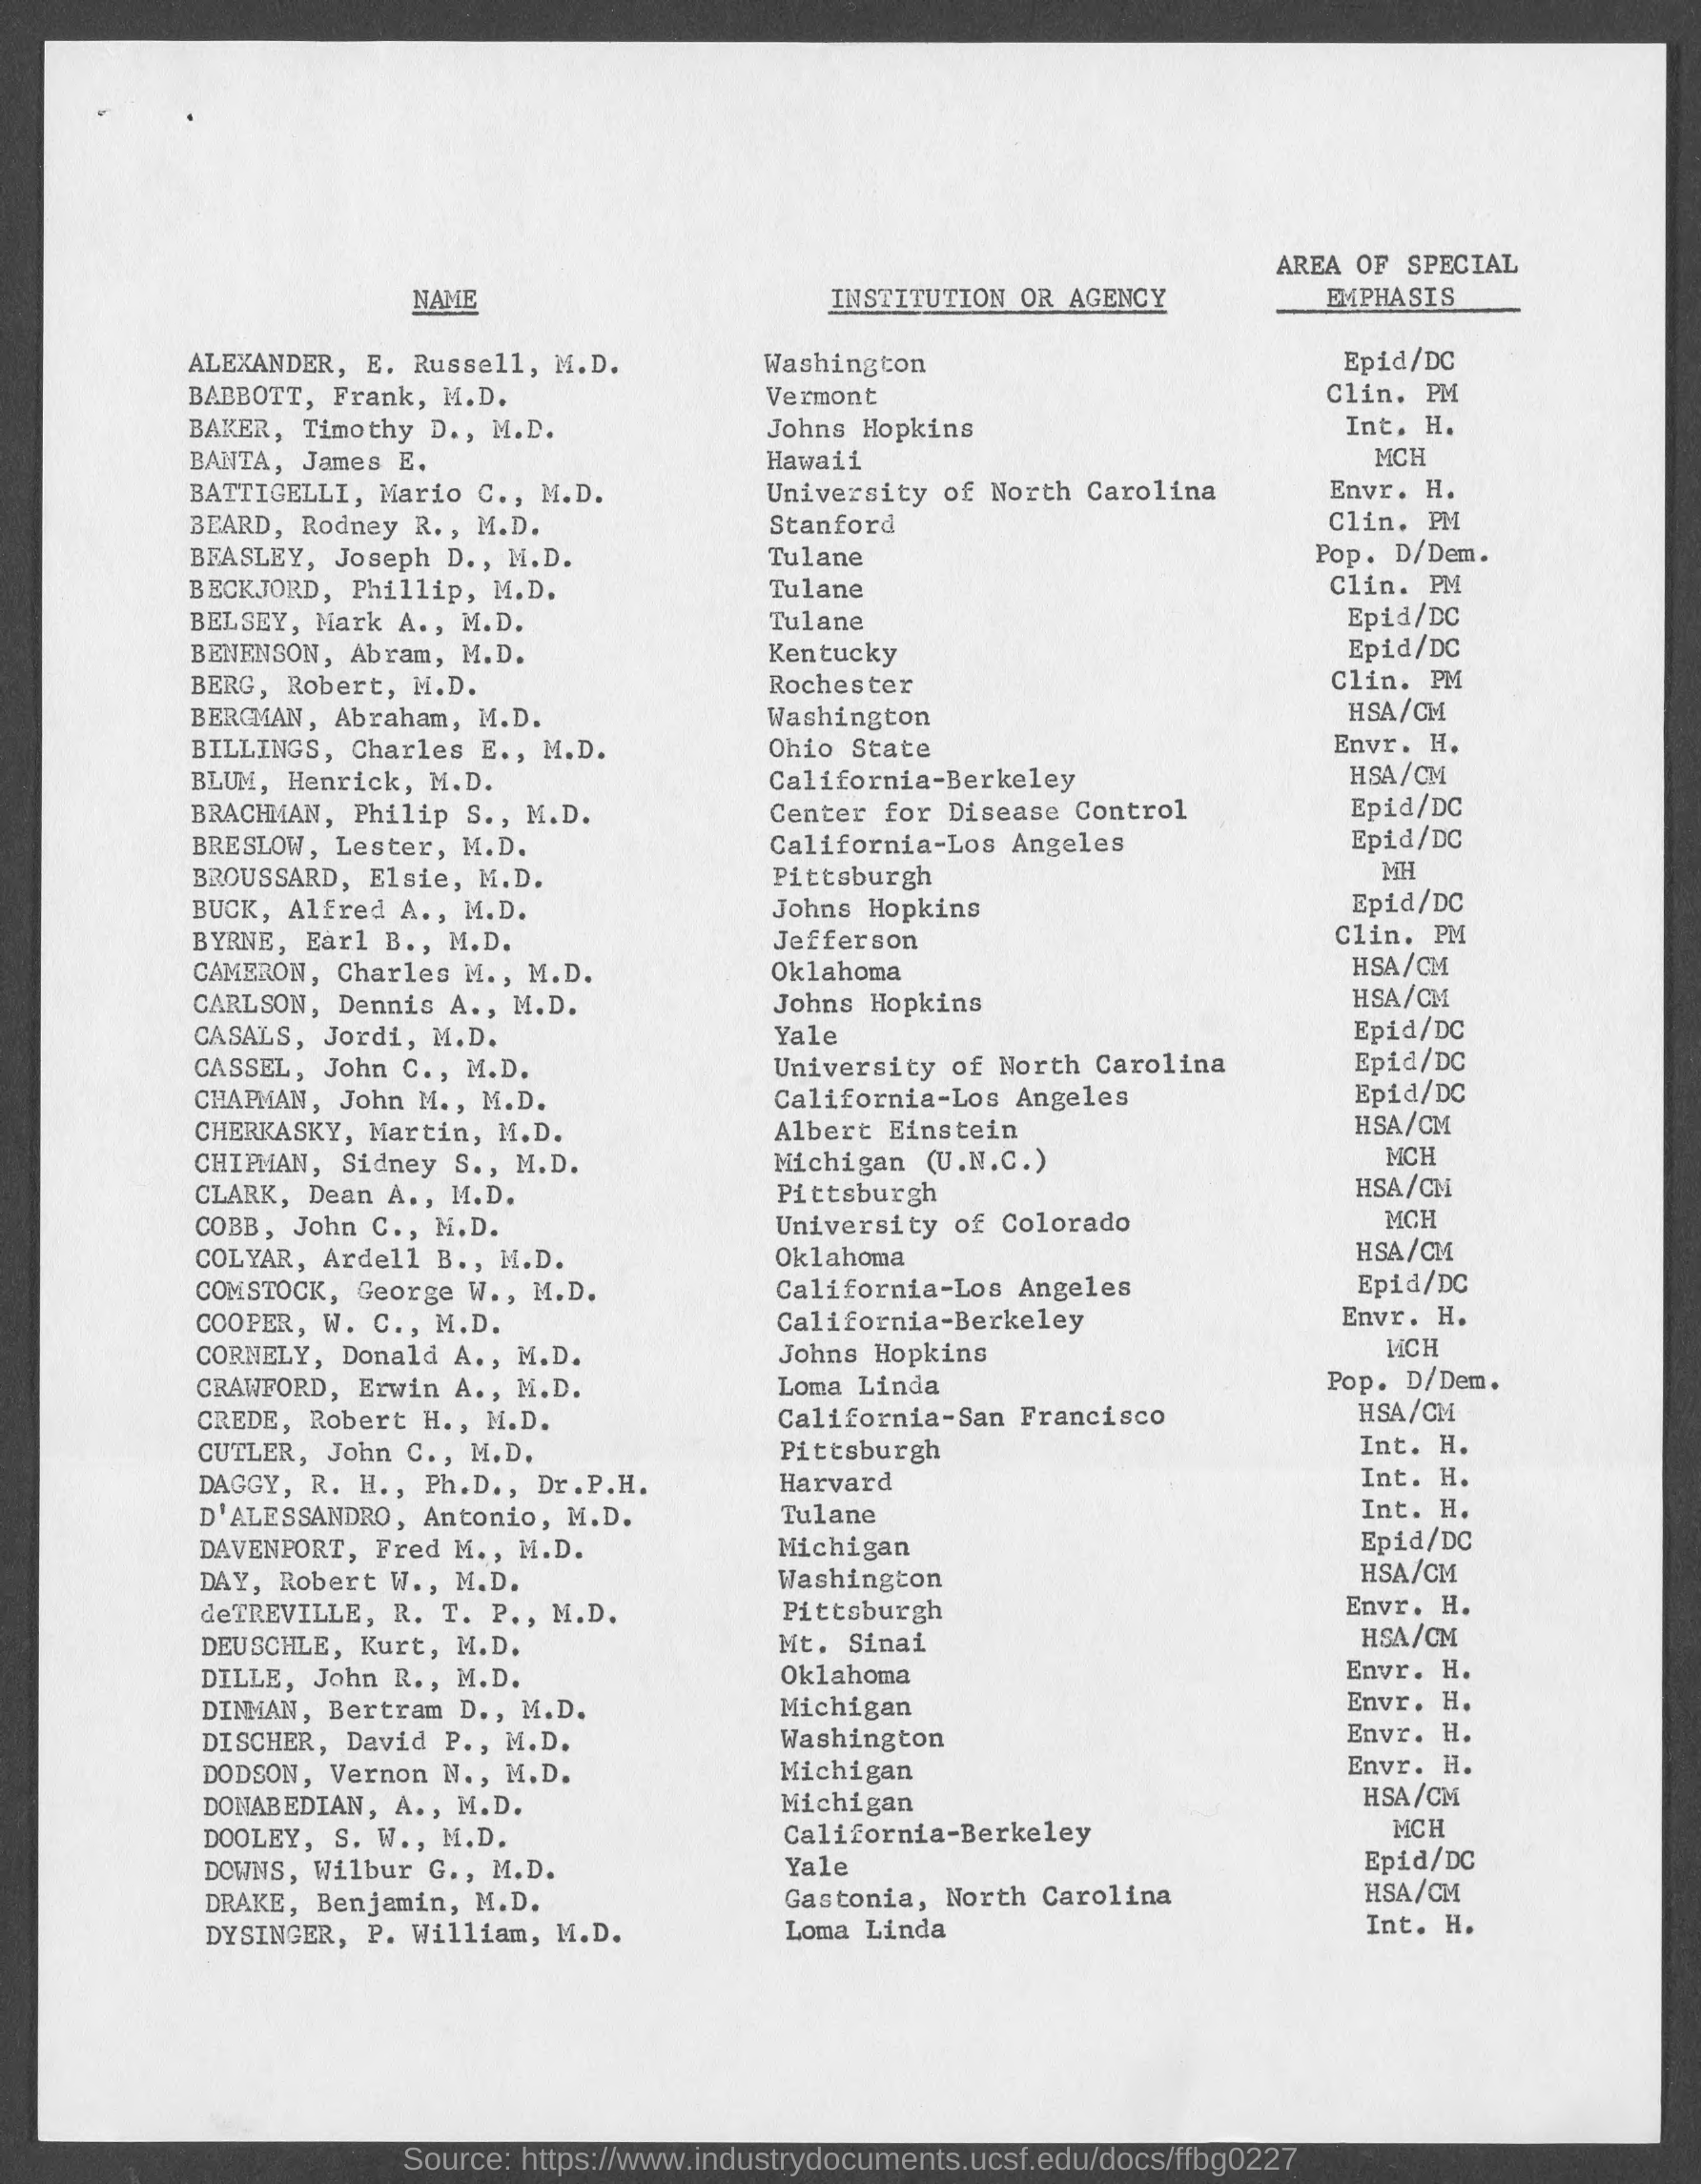 NAME INSTITUTION OR AGENCY AREA OF SPECIAL EMPHASIS
ALEXANDER, E. Russell, M.D. Washington Epid/DC
BABBOTT, Frank, M.D. Vermont Clin. PM
BAKER, Timothy D., M.D. Johns Hopkins Int. H.
BANTA, James E. Hawaii MCH
BATTIGELLI, Mario C., M.D. University of North Carolina Envr. H.
BEARD, Rodney R., M.D. Stanford Clin. PM
BEASLEY, Joseph D., M.D. Tulane Pop. D/Dem.
BECKJORD, Phillip, M.D. Tulane Clin. PM
BELSEY, Mark A., M.D. Tulane Epid/DC
BENENSON, Abram, M.D. Kentucky Epid/DC
BERG, Robert, M.D. Rochester Clin. PM
BERGMAN, Abraham, M.D. Washington HSA/CM
BILLINGS, Charles E., M.D. Ohio State Envr. H.
BLUM, Henrick, M.D. California-Berkeley HSA/CM
BRACHMAN, Philip S., M.D. Center for Disease Control Epid/DC
BRESLOW, Lester, M.D. California-Los Angeles Epid/DC
BROUSSARD, Elsie, M.D. Pittsburgh MH
BUCK, Alfred A., M.D. Johns Hopkins Epid/DC
BYRNE, Earl B., M.D. Jefferson Clin. PM
CAMERON, Charles M., M.D. Oklahoma HSA/CM
CARLSON, Dennis A., M.D. Johns Hopkins HSA/CM
CASALS, Jordi, M.D. Yale Epid/DC
CASSEL, John C., M.D. University of North Carolina Epid/DC
CHAPMAN, John M., M.D. California-Los Angeles Epid/DC
CHERKASKY, Martin, M.D. Albert Einstein HSA/CM
CHIPMAN, Sidney S., M.D. Michigan (U.N.C.) MCH
CLARK, Dean A., M.D. Pittsburgh HSA/CM
COBB, John C., M.D. University of Colorado MCH
COLYAR, Ardell B., M.D. Oklahoma HSA/CM
COMSTOCK, George W., M.D. California-Los Angeles Epid/DC
COOPER, W. C., M.D. California-Berkeley Envr. H.
CORNELY, Donald A., M.D. Johns Hopkins MCH
CRAWFORD, Erwin A., M.D. Loma Linda Pop. D/Dem.
CREDE, Robert H., M.D. California-San Francisco HSA/CM
CUTLER, John C., M.D. Pittsburgh Int. H.
DAGGY, R. H., Ph.D., Dr.P.H. Harvard Int. H.
D'ALESSANDRO, Antonio, M.D. Tulane Int. H.
DAVENPORT, Fred M., M.D. Michigan Epid/DC
DAY, Robert W., M.D. Washington HSA/CM
deTREVILLE, R. T. P., M.D. Pittsburgh Envr. H.
DEUSCHLE, Kurt, M.D. Mt. Sinai HSA/CM
DILLE, John R., M.D. Oklahoma Envr. H.
DINMAN, Bertram D., M.D. Michigan Envr. H.
DISCHER, David P., M.D. Washington Envr. H.
DODSON, Vernon N., M.D. Michigan Envr. H.
DONABEDIAN, A., M.D. Michigan HSA/CM
DOOLEY, S. W., M.D. California-Berkeley MCH
DOWNS, Wilbur G., M.D. Yale Epid/DC
DRAKE, Benjamin, M.D. Gastonia, North Carolina HSA/CM
DYSINGER, P. William, M.D. Loma Linda Int. H.
Source: https://www.industrydocuments.ucsf.edu/docs/ffbg0227